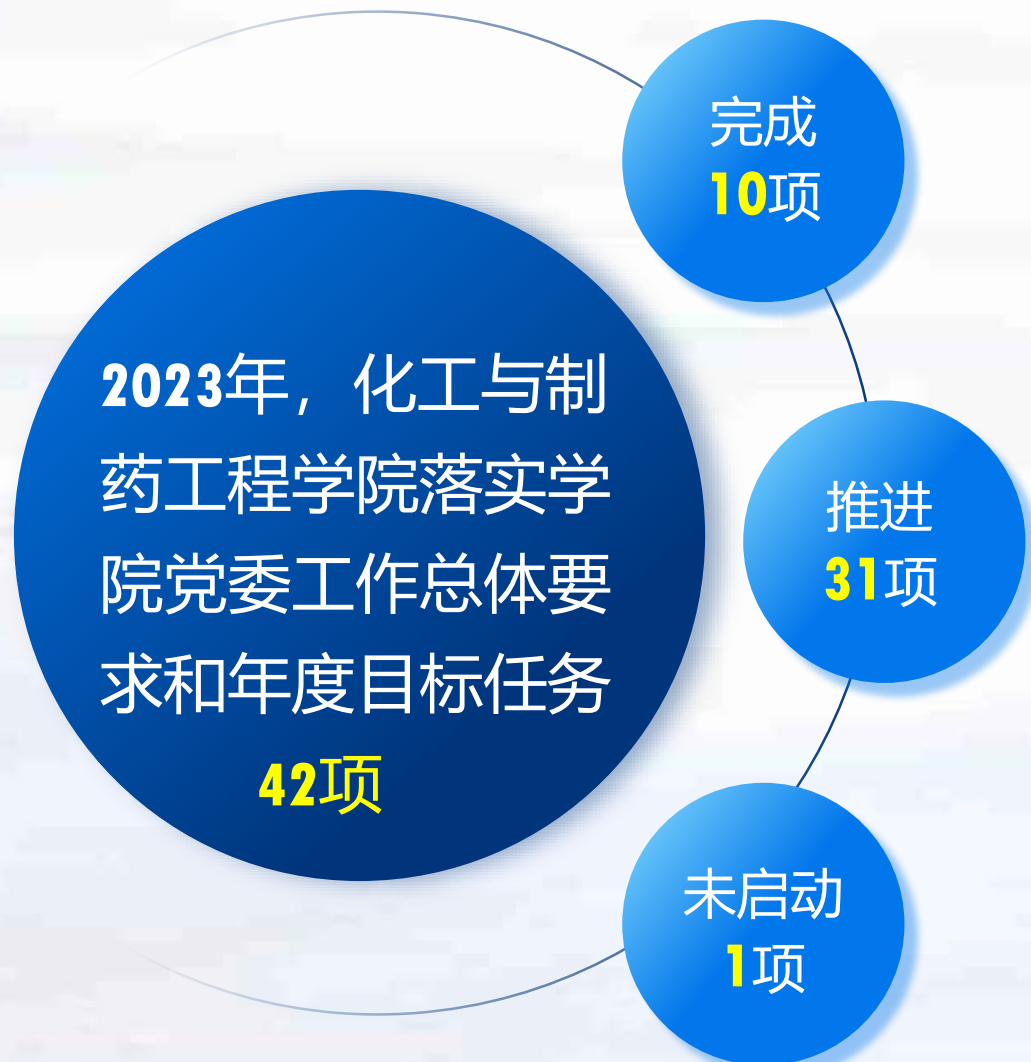 2023年，化工与制
药工程学院落实学
院党委工作总体要
求和年度目标任务
42项
完成
10项
推进
31项
未启动
1项